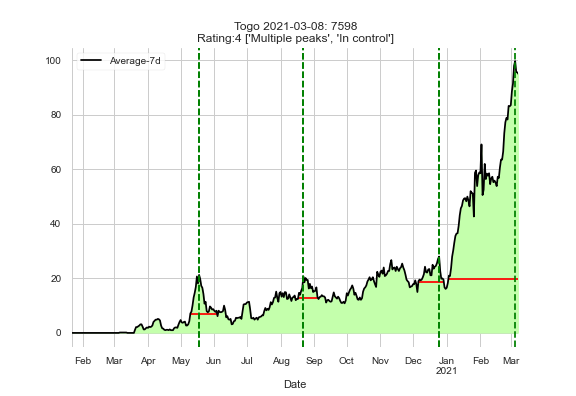 Togo 2021-03-08: 7598
Rating:4 ['Multiple peaks', 'In control']
Average-7d
100
80
60
40
20
0
Feb Mar Apr May Jun Jul Aug Sep Oct Nov Dec Jan Feb Mar
2021
Date